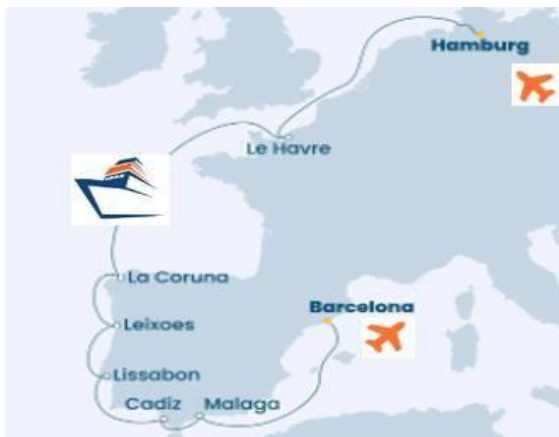 Hamburg
Le Havre
La Coruna
Barcelona
Leixoes
Lissabon
Cadiz
Malaga